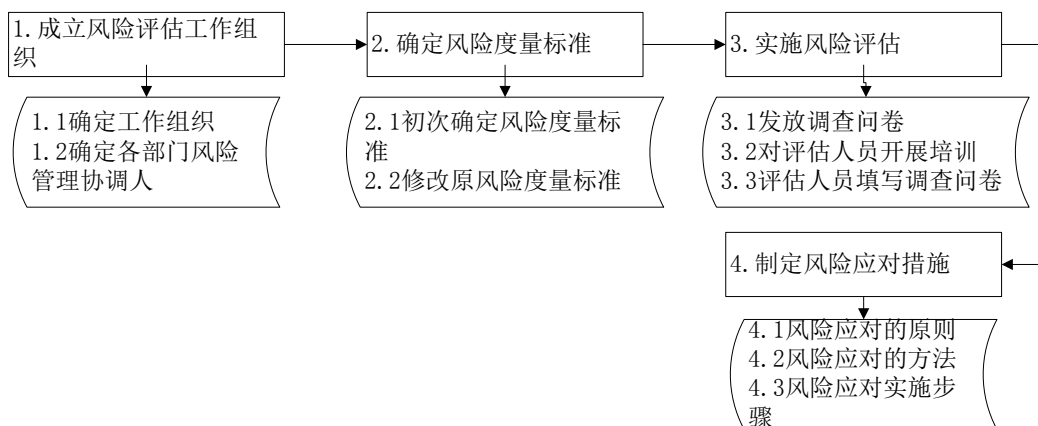 1.成立风险评估工作组
织
2.确定风险度量标准
3.实施风险评估
1.1确定工作组织
1.2确定各部门风险
管理协调人
2.1初次确定风险度量标
准
2.2修改原风险度量标准
3.1发放调查问卷
3.2对评估人员开展培训
3.3评估人员填写调查问卷
4.制定风险应对措施
4.1风险应对的原则
4.2风险应对的方法
4.3风险应对实施步
骤